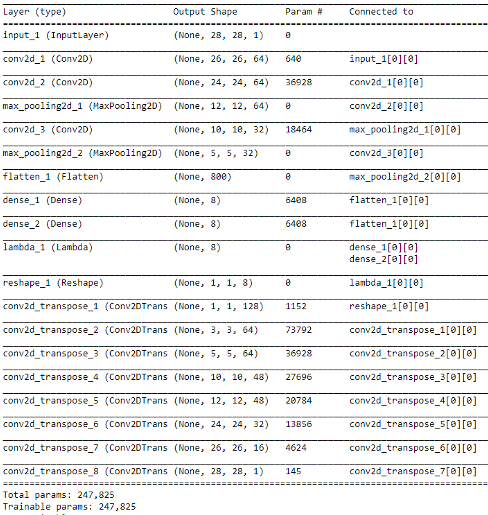 Layer (type) Output Shape Param # Connected to
input_1 (InputLayer) (None, 28, 28, 1) 0
conv2d_1 (Conv2D) (None, 26, 26, 64) 640 input_1[0][0]
conv2d_2 (Conv2D) (None, 24, 24, 64) 36928 conv2d_1[0][0]
max_pooling2d_1 (MaxPooling2D) (None, 12, 12, 64) 0 conv2d_2[0][0]
conv2d_3 (Conv2D) (None, 10, 10, 32) 18464 max_pooling2d_1[0][0]
max_pooling2d_2 (MaxPooling2D) (None, 5, 5, 32) 0 conv2d_3[0][0]
flatten_1 (Flatten) (None, 800) 0 max_pooling2d_2[0][0]
dense_1 (Dense) (None, 8) 6408 flatten_1[0][0]
dense_2 (Dense) (None, 8) 6408 flatten_1[0][0]
lambda_1 (Lambda) (None, 8) 0 dense_1[0][0]
dense_2[0][0]
reshape_1 (Reshape) (None, 1, 1, 8) 0 lambda_1[0][0]
conv2d_transpose_1 (Conv2DTrans (None, 1, 1, 128) 1152 reshape_1[0][0]
conv2d_transpose_2 (Conv2DTrans (None, 3, 3, 64) 73792 conv2d_transpose_1[0][0]
conv2d_transpose_3 (Conv2DTrans (None, 5, 5, 64) 36928 conv2d_transpose_2[0][0]
conv2d_transpose_4 (Conv2DTrans (None, 10, 10, 48) 27696 conv2d_transpose_3[0][0]
conv2d_transpose_5 (Conv2DTrans (None, 12, 12, 48) 20784 conv2d_transpose_4[0][0]
conv2d_transpose_6 (Conv2DTrans (None, 24, 24, 32) 13856 conv2d_transpose_5[0][0]
conv2d_transpose_7 (Conv2DTrans (None, 26, 26, 16) 4624 conv2d_transpose_6[0][0]
conv2d_transpose_8 (Conv2DTrans (None, 28, 28, 1) 145 conv2d_transpose_7[0][0]
Total params: 247,825
Trainable params: 247,825